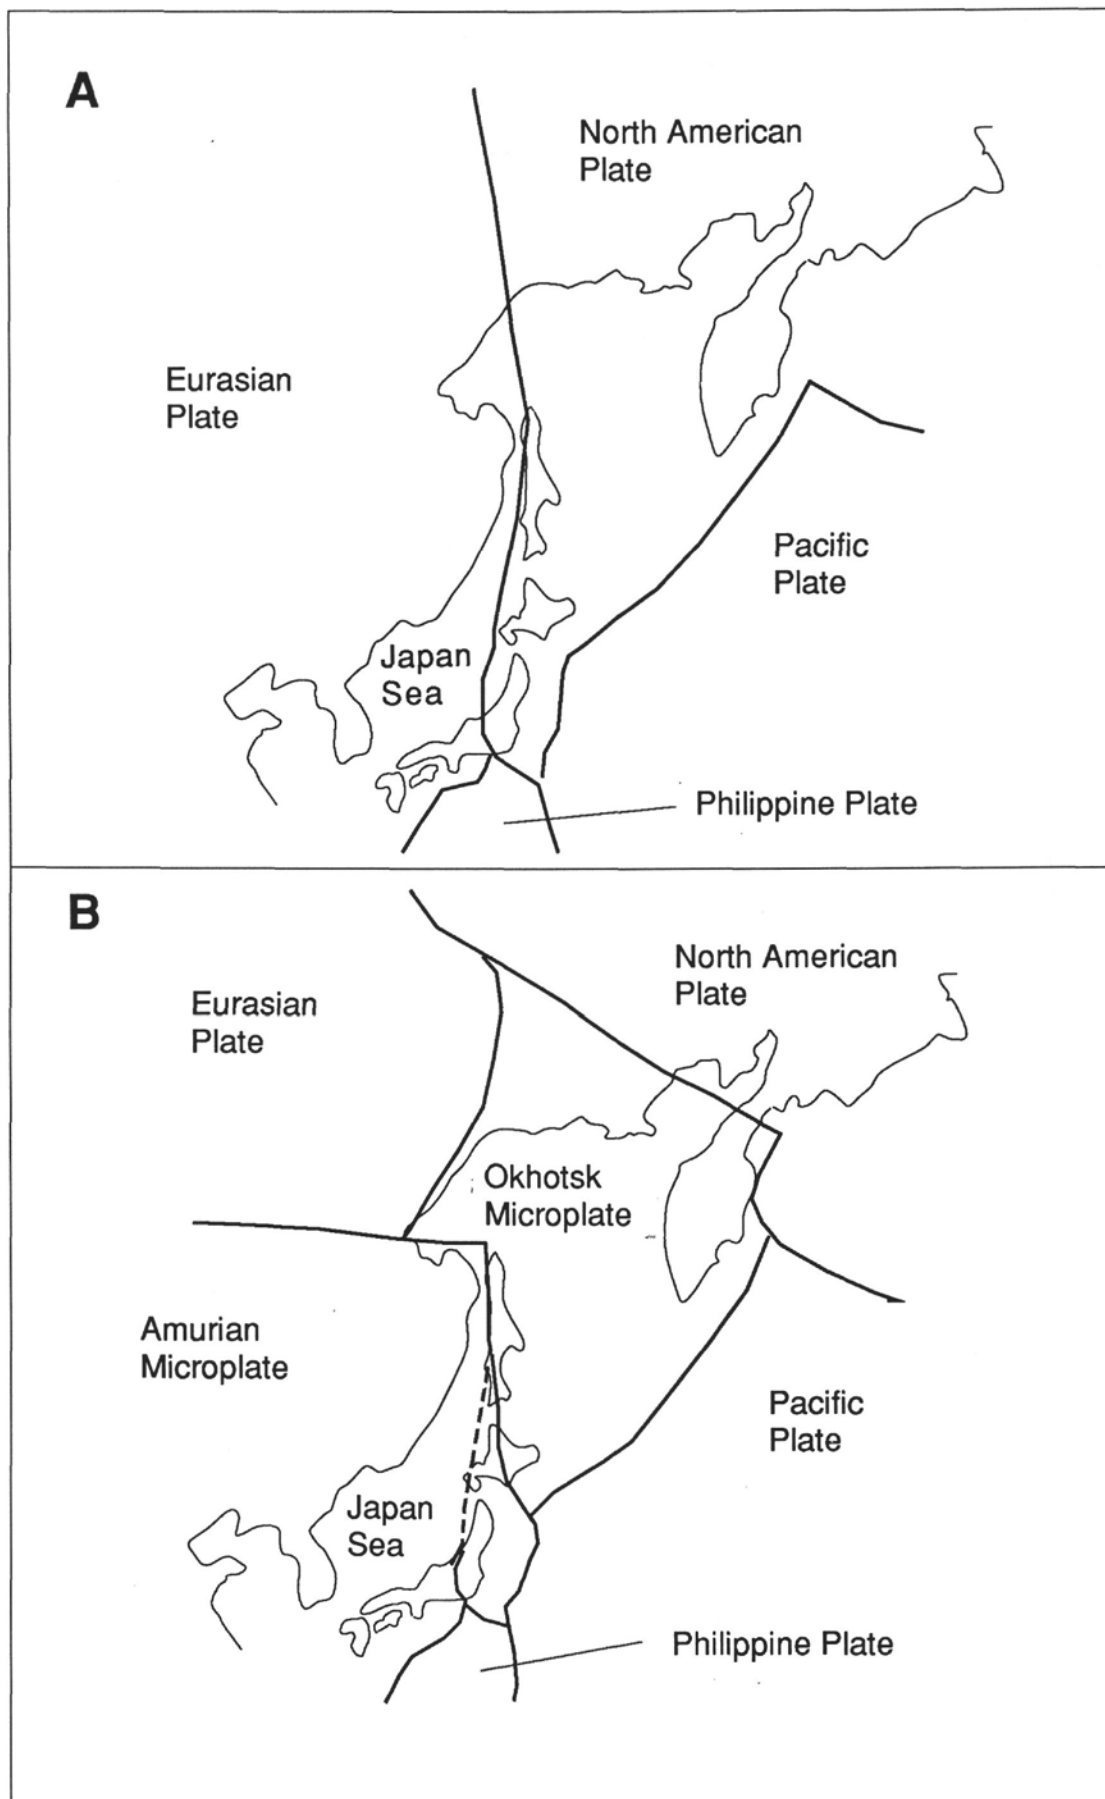 A
North American
Plate
Eurasian
Plate
Pacific
Plate
Japan
Sea
Philippine Plate
B
North American
Plate
Eurasian
Plate
Okhotsk
Microplate
Amurian
Microplate
Pacific
Plate
Japan
Sea
Philippine Plate